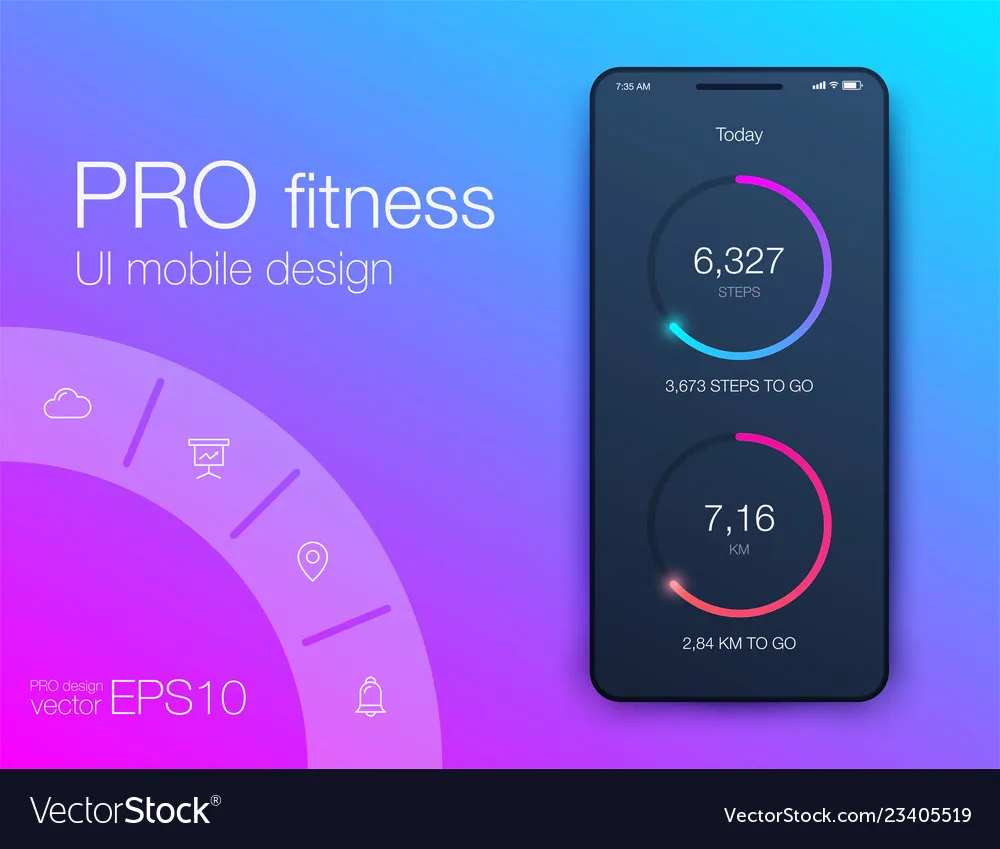 PRO fitness
UI mobile design
7:35 AM
Today
6,327
STEPS
3,673 STEPS TO GO
7,16
KM
2,84 KM TO GO
PRO design
vector EPS10
VectorStock®
VectorStock.com/23405519